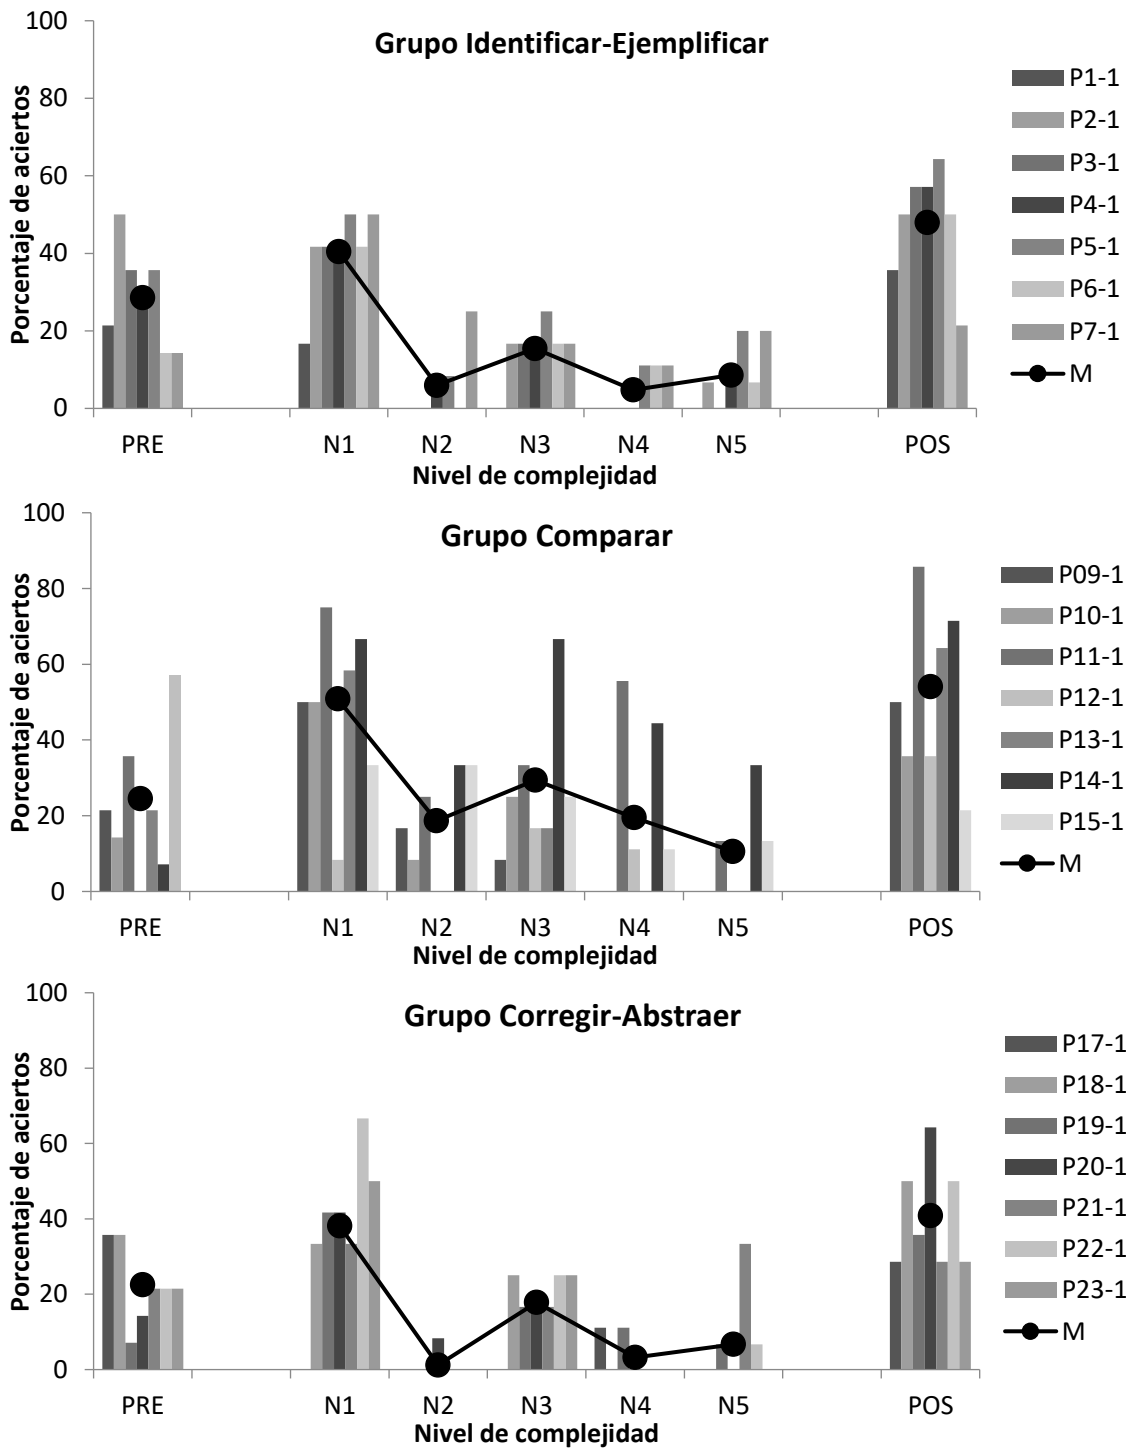 Grupo Identificar-Ejemplificar
Porcentaje de aciertos
100
80
60
40
20
0
PRE N1 N2 N3 N4 N5 POS
Nivel de complejidad
P1-1
P2-1
P3-1
P4-1
P5-1
P6-1
P7-1
M
Grupo Comparar
Porcentaje de aciertos
100
80
60
40
20
0
PRE N1 N2 N3 N4 N5 POS
Nivel de complejidad
P09-1
P10-1
P11-1
P12-1
P13-1
P14-1
P15-1
M
Grupo Corregir-Abstraer
Porcentaje de aciertos
100
80
60
40
20
0
PRE N1 N2 N3 N4 N5 POS
Nivel de complejidad
P17-1
P18-1
P19-1
P20-1
P21-1
P22-1
P23-1
M